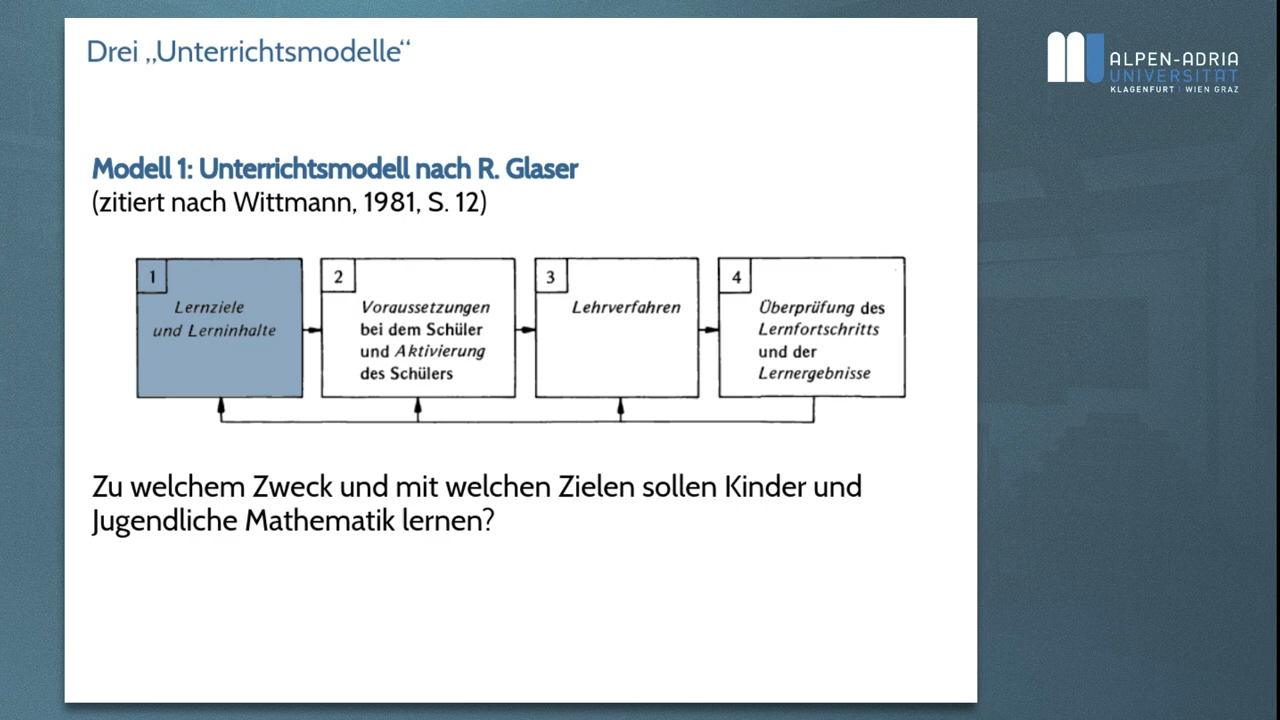 Drei „Unterrichtsmodelle“
ALPEN-ADRIA
UNIVERSITÄT
KLAGENFURT | WIEN GRAZ
Modell 1: Unterrichtsmodell nach R. Glaser
(zitiert nach Wittmann, 1981, S. 12)
1
Lernziele
und Lerninhalte
2
Voraussetzungen
bei dem Schüler
und Aktivierung
des Schülers
3
Lehrverfahren
4
Überprüfung des
Lernfortschritts
und der
Lernergebnisse
Zu welchem Zweck und mit welchen Zielen sollen Kinder und
Jugendliche Mathematik lernen?